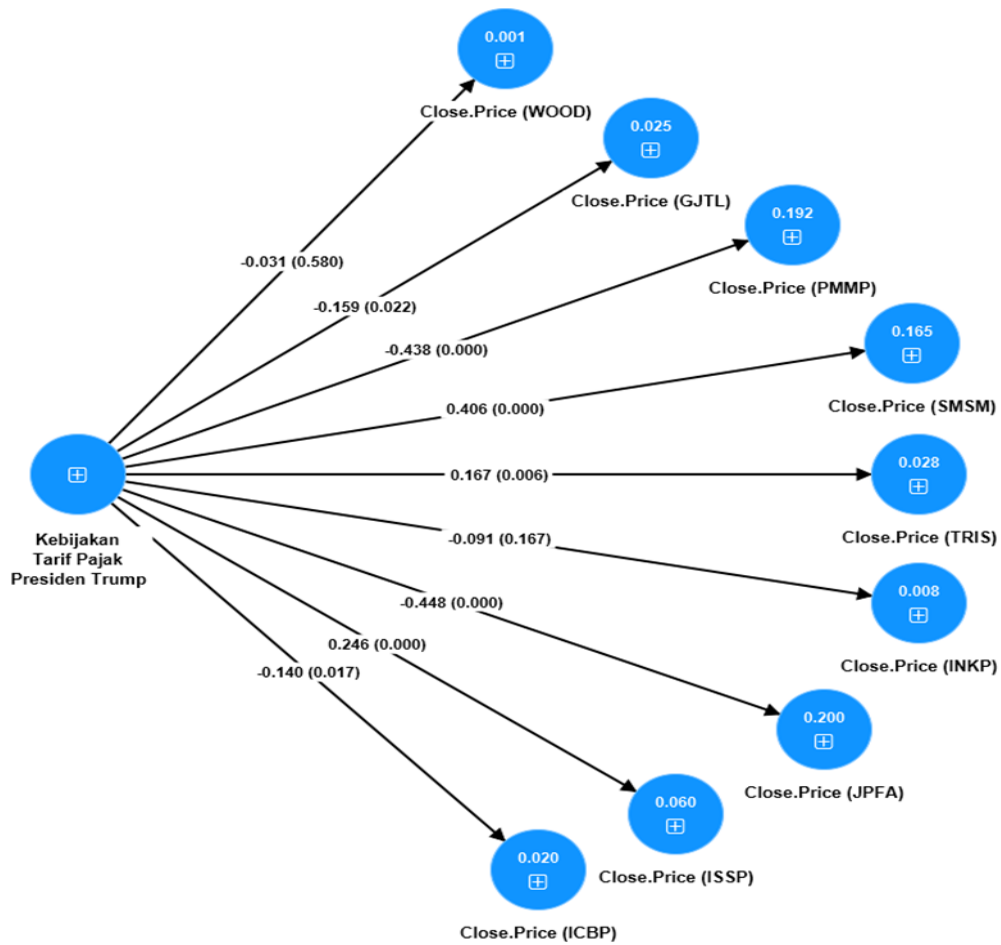 0.001
Close.Price (WOOD)
0.025
Close.Price (GJTL)
0.192
Close.Price (PMMP)
-0.031 (0.580)
-0.159 (0.022)
0.165
-0.438 (0.000)
Close.Price (SMSM)
0.406 (0.000)
0.028
0.167 (0.006)
Close.Price (TRIS)
Kebijakan
Tarif Pajak
Presiden Trump
-0.091 (0.167)
0.008
-0.448 (0.000)
0.246 (0.000)
Close.Price (INKP)
-0.140 (0.017)
0.200
Close.Price (JPFA)
0.060
Close.Price (ISSP)
0.020
Close.Price (ICBP)